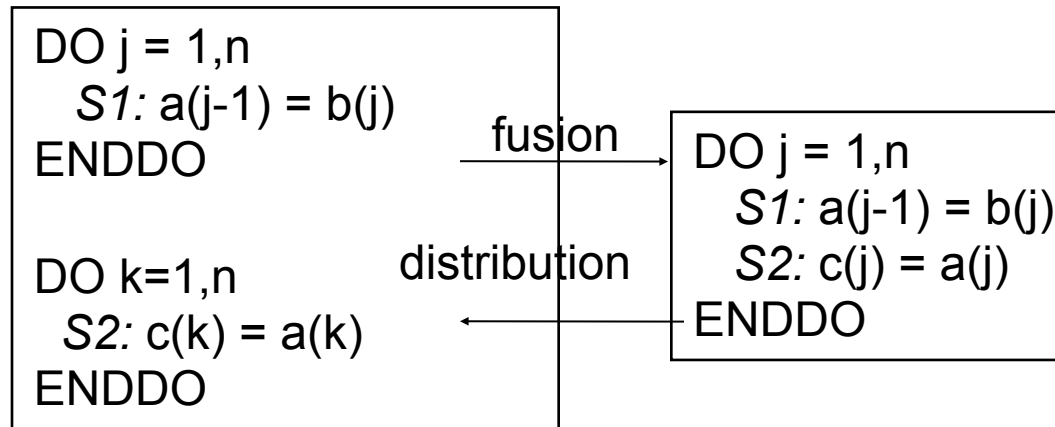 DO j = 1,n
S1: a(j-1) = b(j)
ENDDO
DO k=1,n
S2: c(k) = a(k)
ENDDO
fusion
distribution
DO j = 1,n
S1: a(j-1) = b(j)
S2: c(j) = a(j)
ENDDO